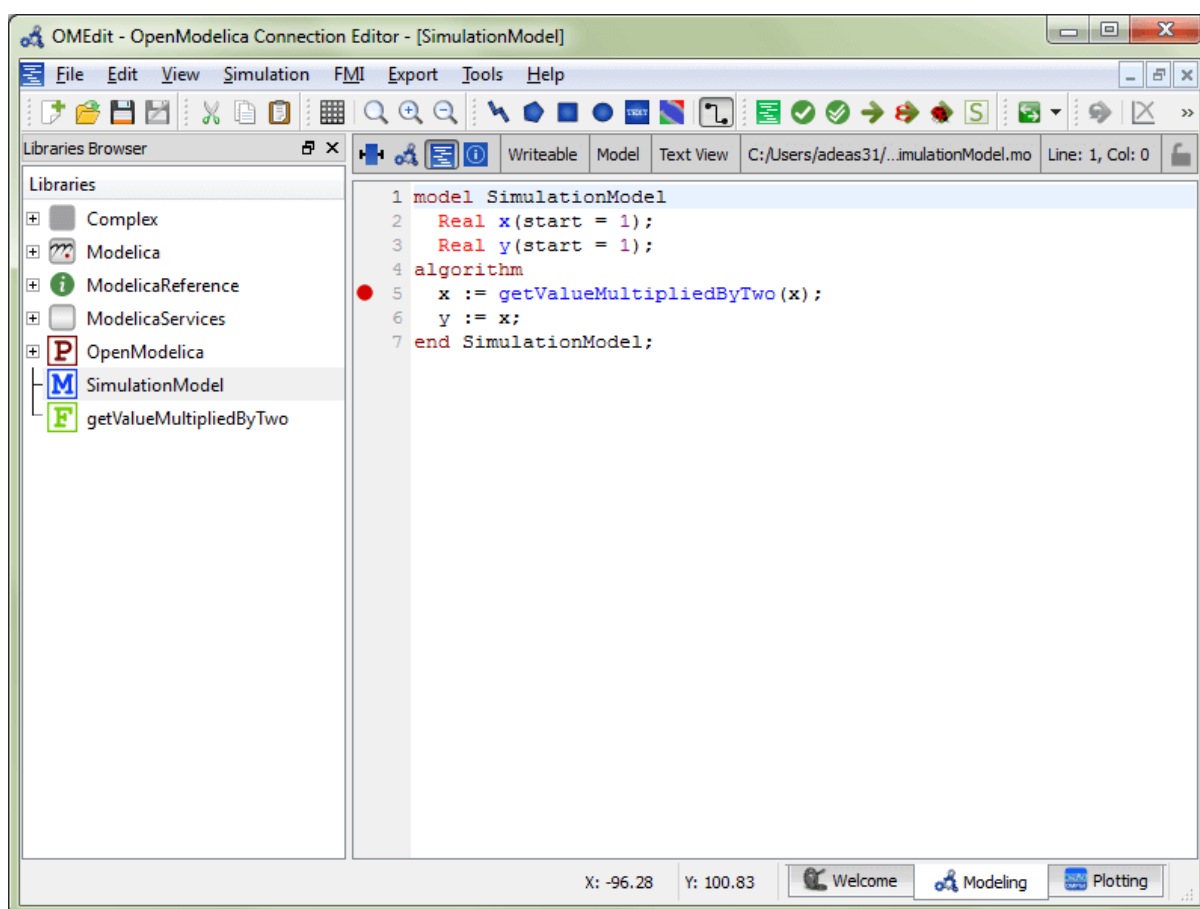 OMEdit - OpenModelica Connection Editor - [SimulationModel]
File Edit View Simulation FMI Export Tools Help
TEXT S »
Libraries Browser
Writeable Model Text View C:/Users/adeas31/...imulationModel.mo Line: 1, Col: 0
Libraries
Complex
Modelica
ModelicaReference
ModelicaServices
P OpenModelica
M SimulationModel
F getValueMultipliedByTwo
1 model SimulationModel
2 Real x(start = 1);
3 Real y(start = 1);
4 algorithm
5 x := getValueMultipliedByTwo(x);
6 y := x;
7 end SimulationModel;
X: -96.28 Y: 100.83 Welcome Modeling Plotting